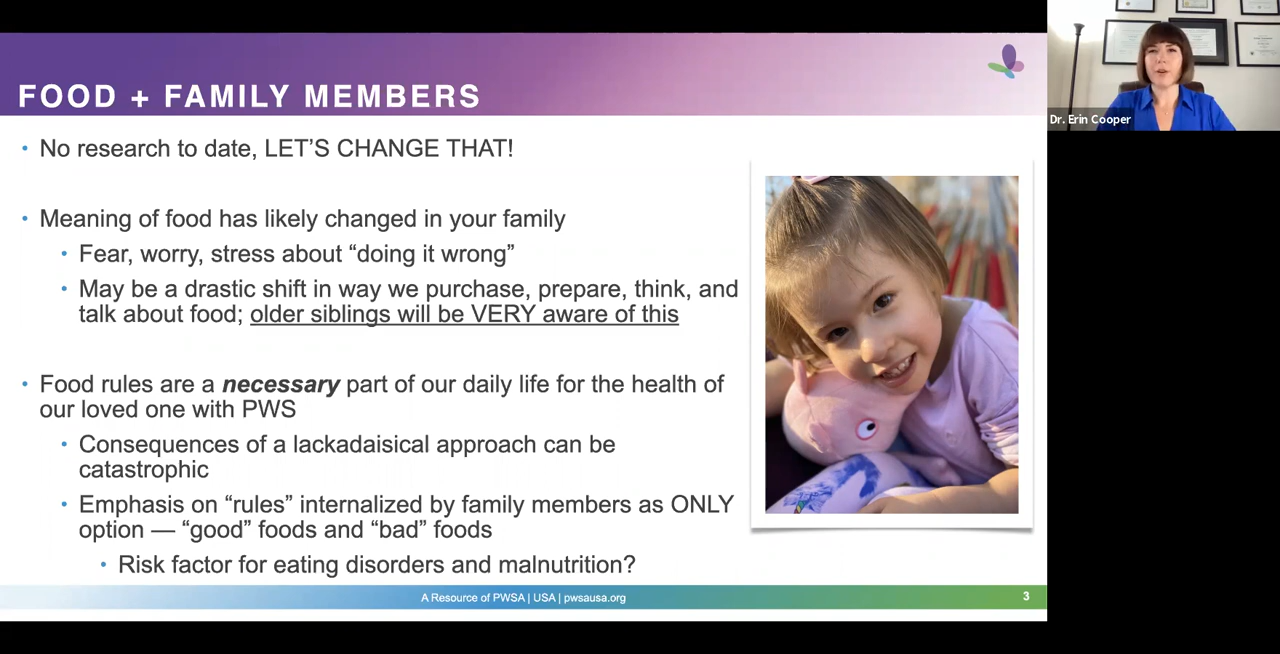 FOOD + FAMILY MEMBERS
• No research to date, LET’S CHANGE THAT!
• Meaning of food has likely changed in your family
• Fear, worry, stress about “doing it wrong”
• May be a drastic shift in way we purchase, prepare, think, and
talk about food; older siblings will be VERY aware of this
• Food rules are a necessary part of our daily life for the health of
our loved one with PWS
• Consequences of a lackadaisical approach can be
catastrophic
• Emphasis on “rules” internalized by family members as ONLY
option — “good” foods and “bad” foods
• Risk factor for eating disorders and malnutrition?
A Resource of PWSA | USA | pwsausa.org
3
Dr. Erin Cooper